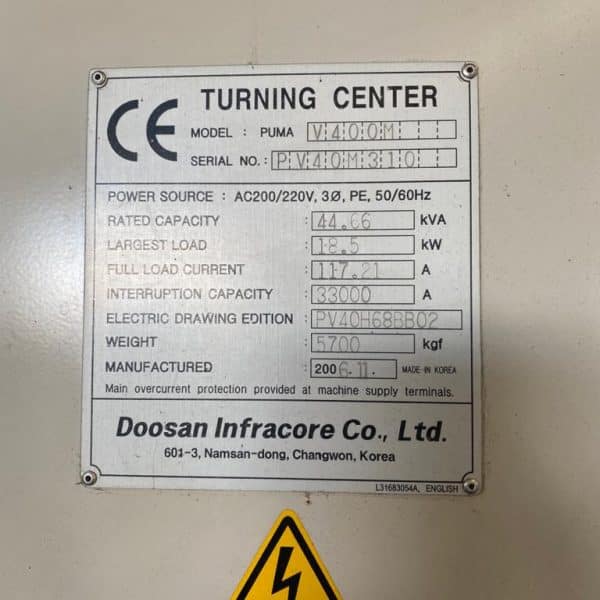 CE TURNING CENTER
MODEL : PUMA V400M
SERIAL NO. : PV40M310
POWER SOURCE : AC200/220V, 3Ø, PE, 50/60Hz
RATED CAPACITY : 44.66 kVA
LARGEST LOAD : 18.5 kW
FULL LOAD CURRENT : 117.21 A
INTERRUPTION CAPACITY : 33000 A
ELECTRIC DRAWING EDITION : PV40H68BB02
WEIGHT : 5700 kgf
MANUFACTURED : 2006.11. MADE IN KOREA
Main overcurrent protection provided at machine supply terminals.
Doosan Infracore Co., Ltd.
601-3, Namsan-dong, Changwon, Korea
L31683054A, ENGLISH